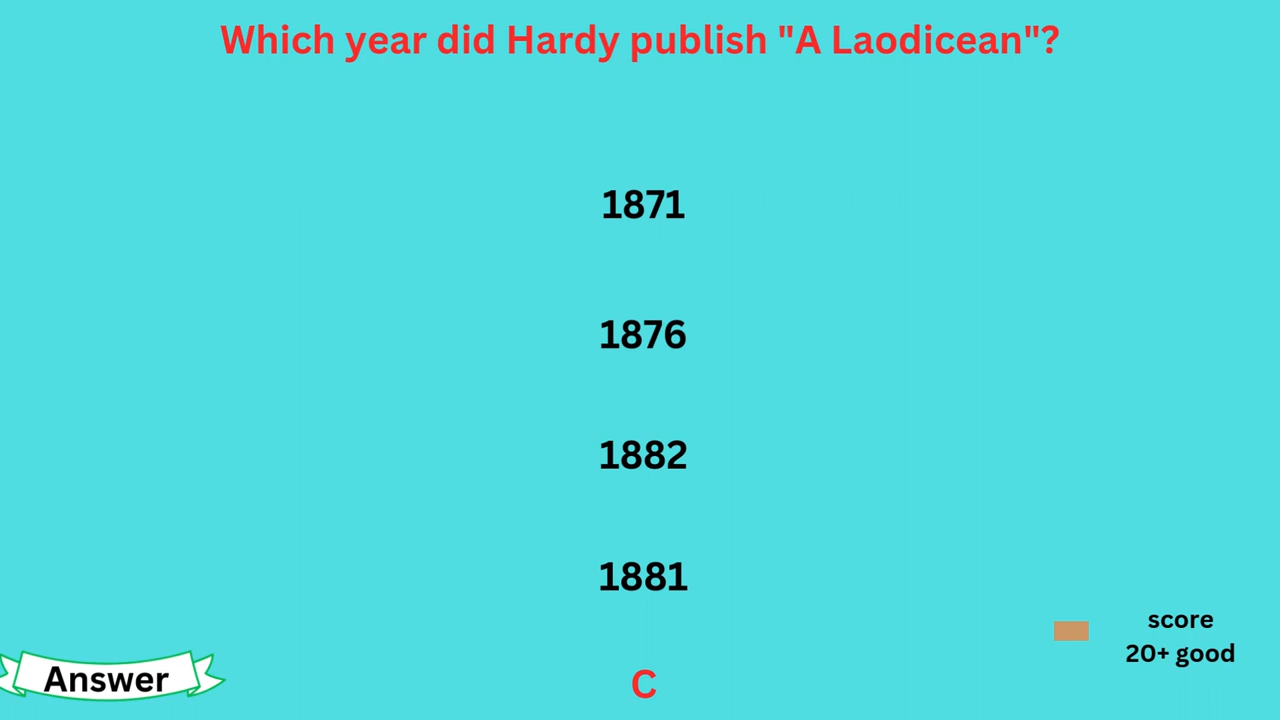 Which year did Hardy publish "A Laodicean"?
1871
1876
1882
1881
score
20+ good
Answer
C